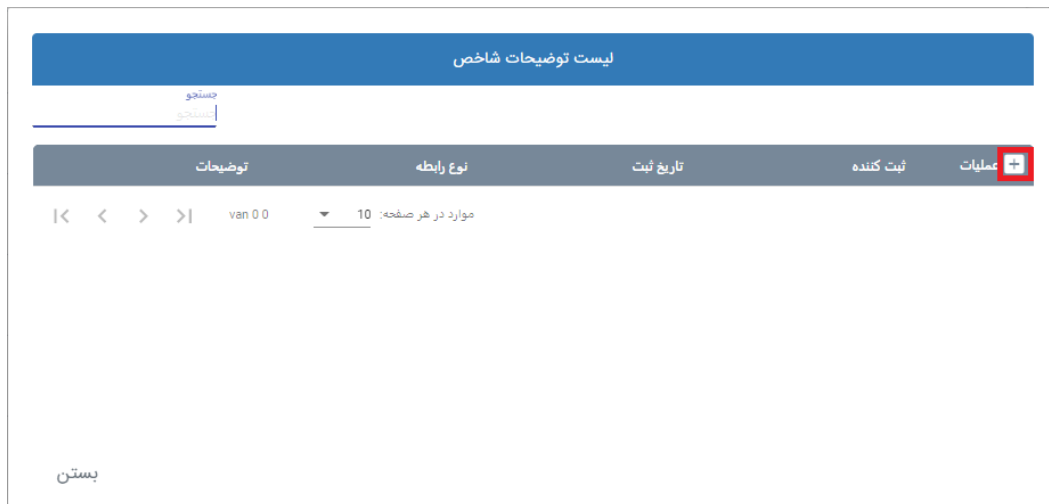 لیست توضیحات شاخص
جستجو
جستجو
عملیات ثبت کننده تاریخ ثبت نوع رابطه توضیحات
موارد در هر صفحه: 10 0 van 0
بستن